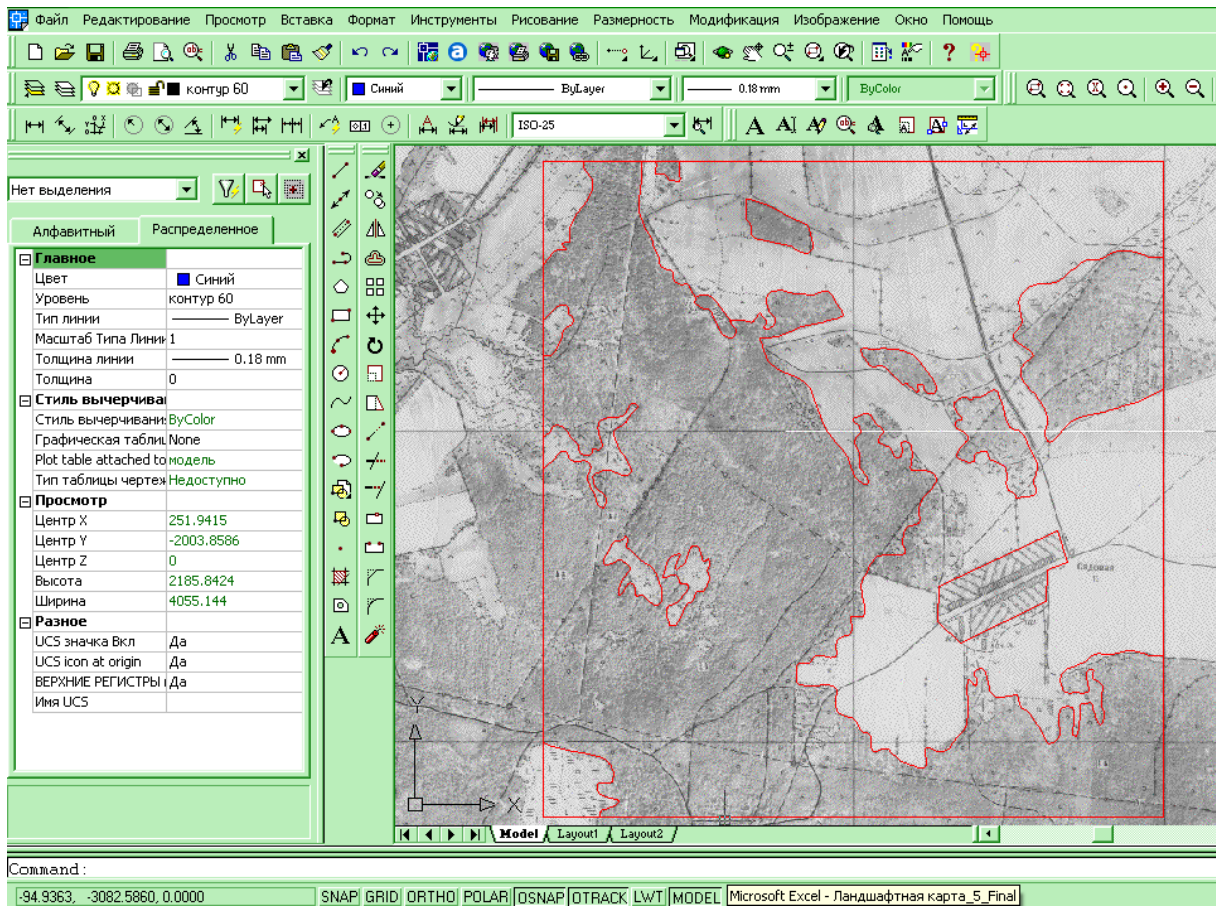 Файл Редактирование Просмотр Вставка Формат Инструменты Рисование Размерность Модификация Изображение Окно Помощь
контур 60 Синий ByLayer 0.18 mm ByColor
ISO-25
Нет выделения
Алфавитный Распределенное
Главное
Цвет Синий
Уровень контур 60
Тип линии ByLayer
Масштаб Типа Линии 1
Толщина линии 0.18 mm
Толщина 0
Стиль вычерчива
Стиль вычерчивани ByColor
Графическая таблиц None
Plot table attached to модель
Тип таблицы чертеж Недоступно
Просмотр
Центр X 251.9415
Центр Y -2003.8586
Центр Z 0
Высота 2185.8424
Ширина 4055.144
Разное
UCS значка Вкл Да
UCS icon at origin Да
ВЕРХНИЕ РЕГИСТРЫ Да
Имя UCS
Садовая
Y
X
Model Layout1 Layout2
Command:
-94.9363, -3082.5860, 0.0000 SNAP GRID ORTHO POLAR OSNAP OTRACK LWT MODEL Microsoft Excel - Ландшафтная карта_5_Final